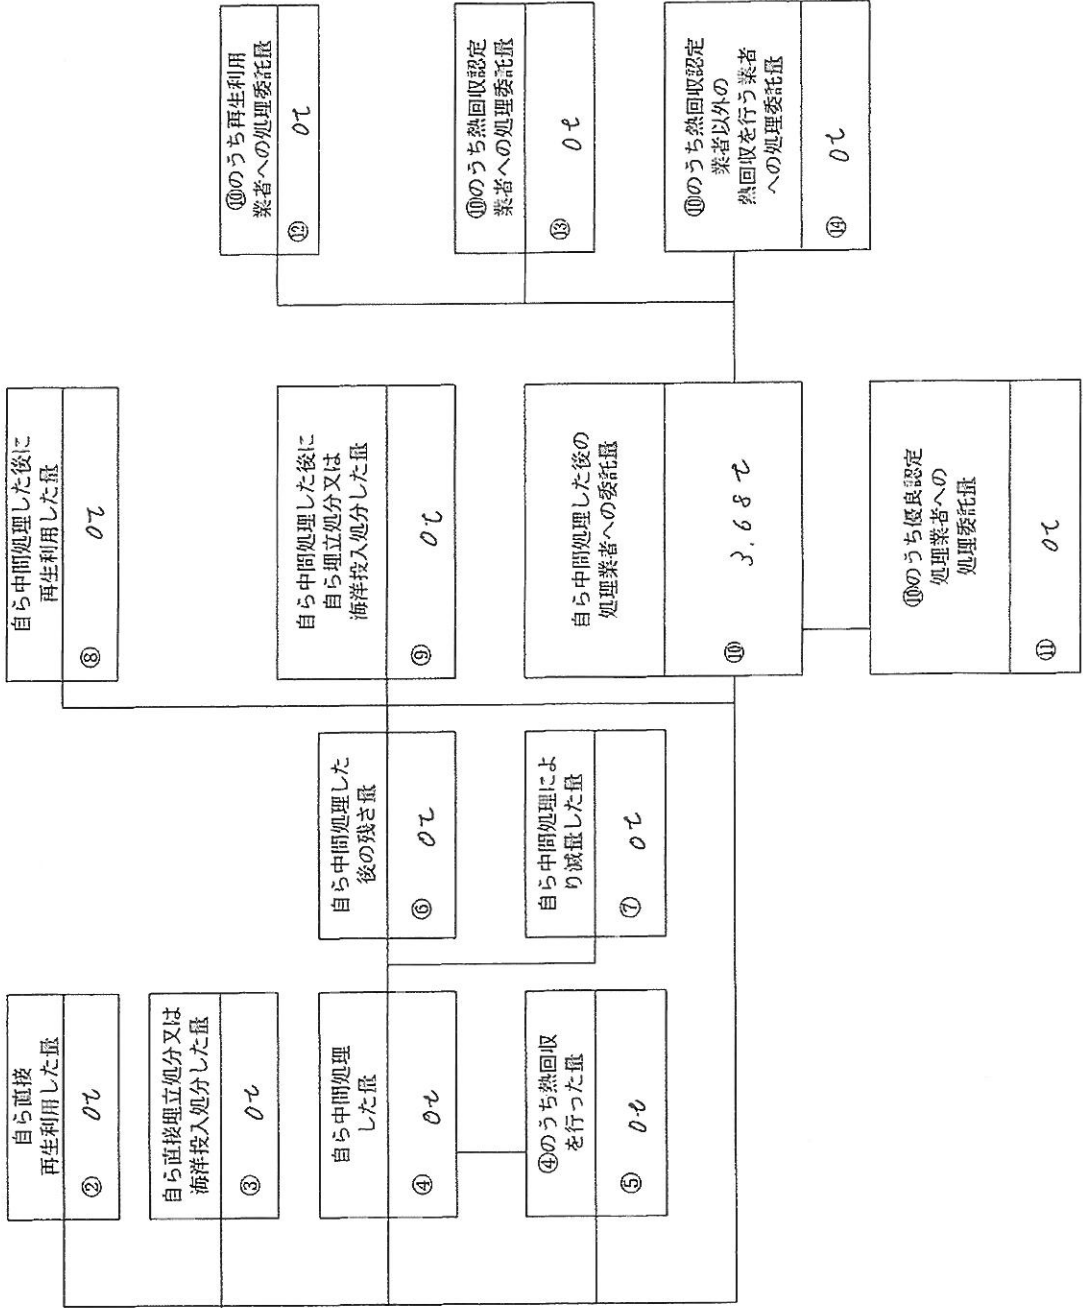 自ら直接
再生利用した量
② 0t
自ら直接埋立処分又は
海洋投入処分した量
③ 0t
自ら中間処理
した量
④ 0t
④のうち熱回収
を行った量
⑤ 0t
自ら中間処理した
後の残さ量
⑥ 0t
自ら中間処理によ
り減量した量
⑦ 0t
自ら中間処理した後に
再生利用した量
⑧ 0t
自ら中間処理した後に
自ら埋立処分又は
海洋投入処分した量
⑨ 0t
自ら中間処理した後の
処理業者への委託量
⑩ 3.68t
⑩のうち優良認定
処理業者への
処理委託量
⑪ 0t
⑩のうち再生利用
業者への処理委託量
⑫ 0t
⑩のうち熱回収認定
業者への処理委託量
⑬ 0t
⑩のうち熱回収認定
業者以外の
熱回収を行う業者
への処理委託量
⑭ 0t